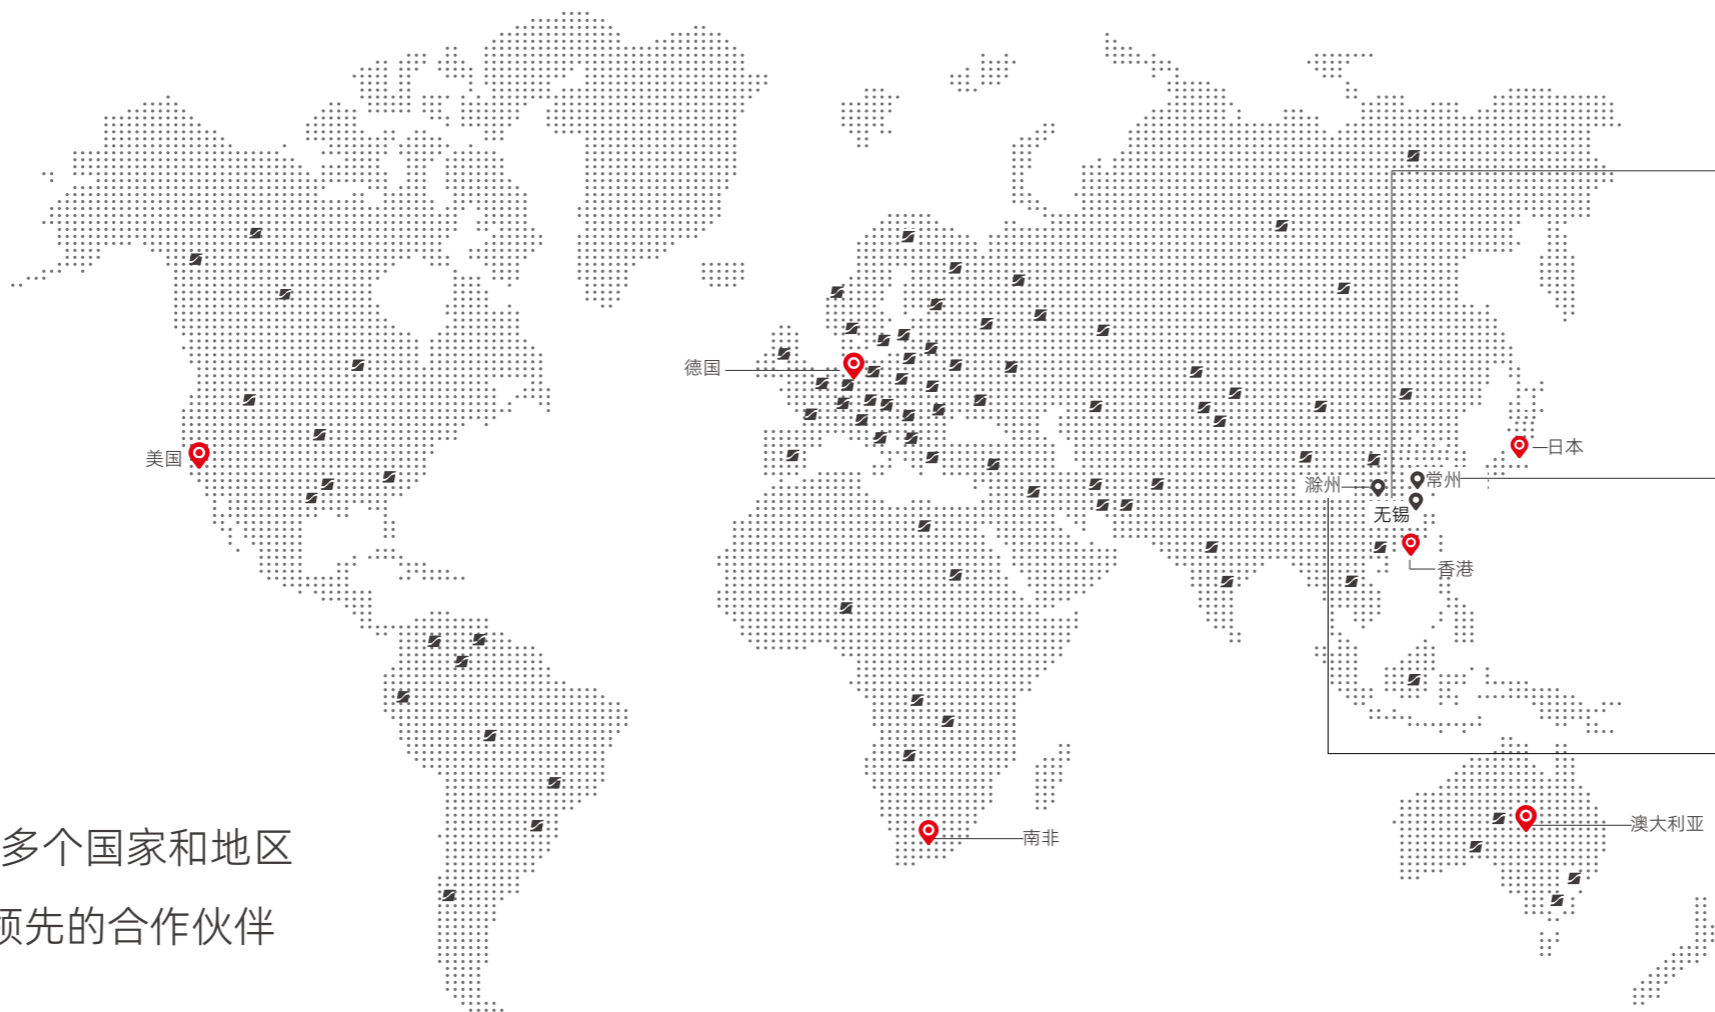 德国
美国
日本
滁州
常州
无锡
香港
澳大利亚
南非
多个国家和地区
领先的合作伙伴